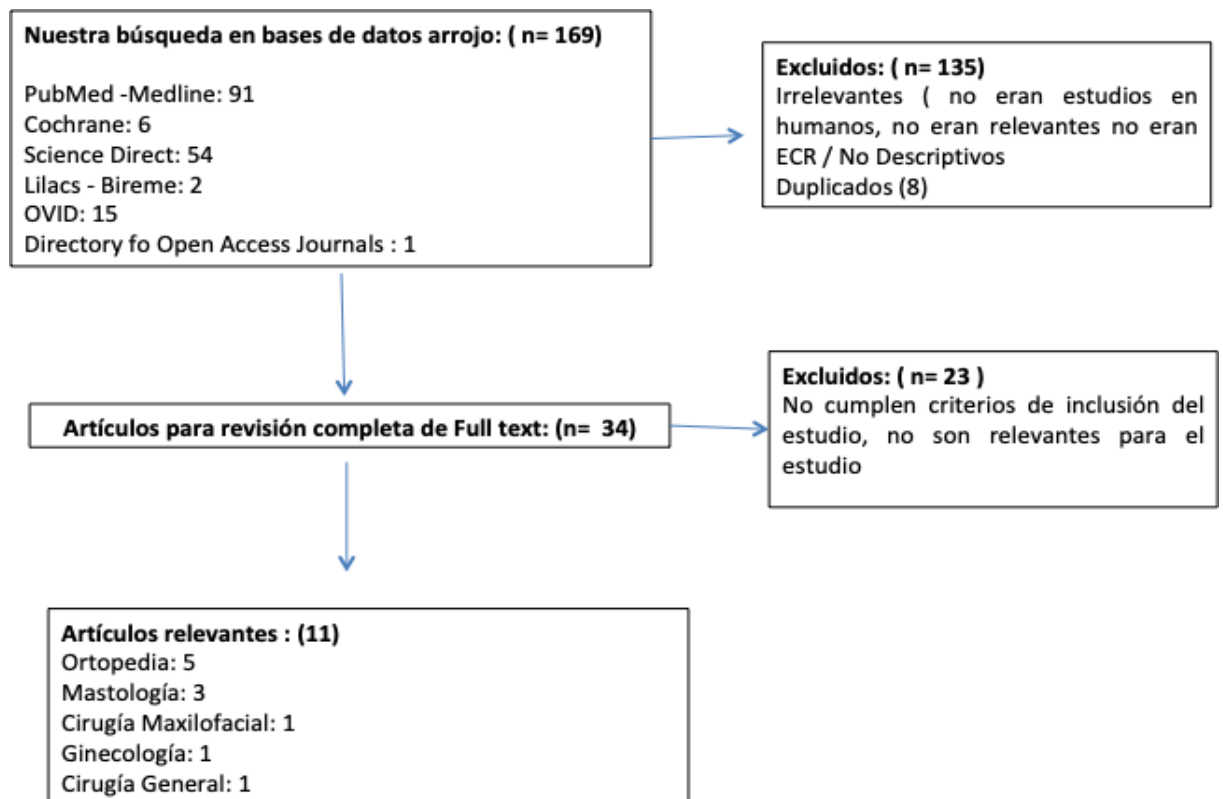 Nuestra búsqueda en bases de datos arrojo: ( n= 169)
PubMed -Medline: 91
Cochrane: 6
Science Direct: 54
Lilacs - Bireme: 2
OVID: 15
Directory fo Open Access Journals : 1
Excluidos: ( n= 135)
Irrelevantes ( no eran estudios en
humanos, no eran relevantes no eran
ECR / No Descriptivos
Duplicados (8)
Artículos para revisión completa de Full text: (n= 34)
Excluidos: ( n= 23 )
No cumplen criterios de inclusión del
estudio, no son relevantes para el
estudio
Artículos relevantes : (11)
Ortopedia: 5
Mastología: 3
Cirugía Maxilofacial: 1
Ginecología: 1
Cirugía General: 1